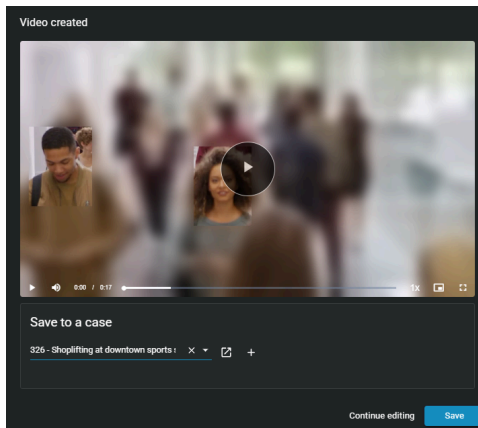 Video created
0:00 / 0:17
1x
Save to a case
326 - Shoplifting at downtown sports
Continue editing
Save